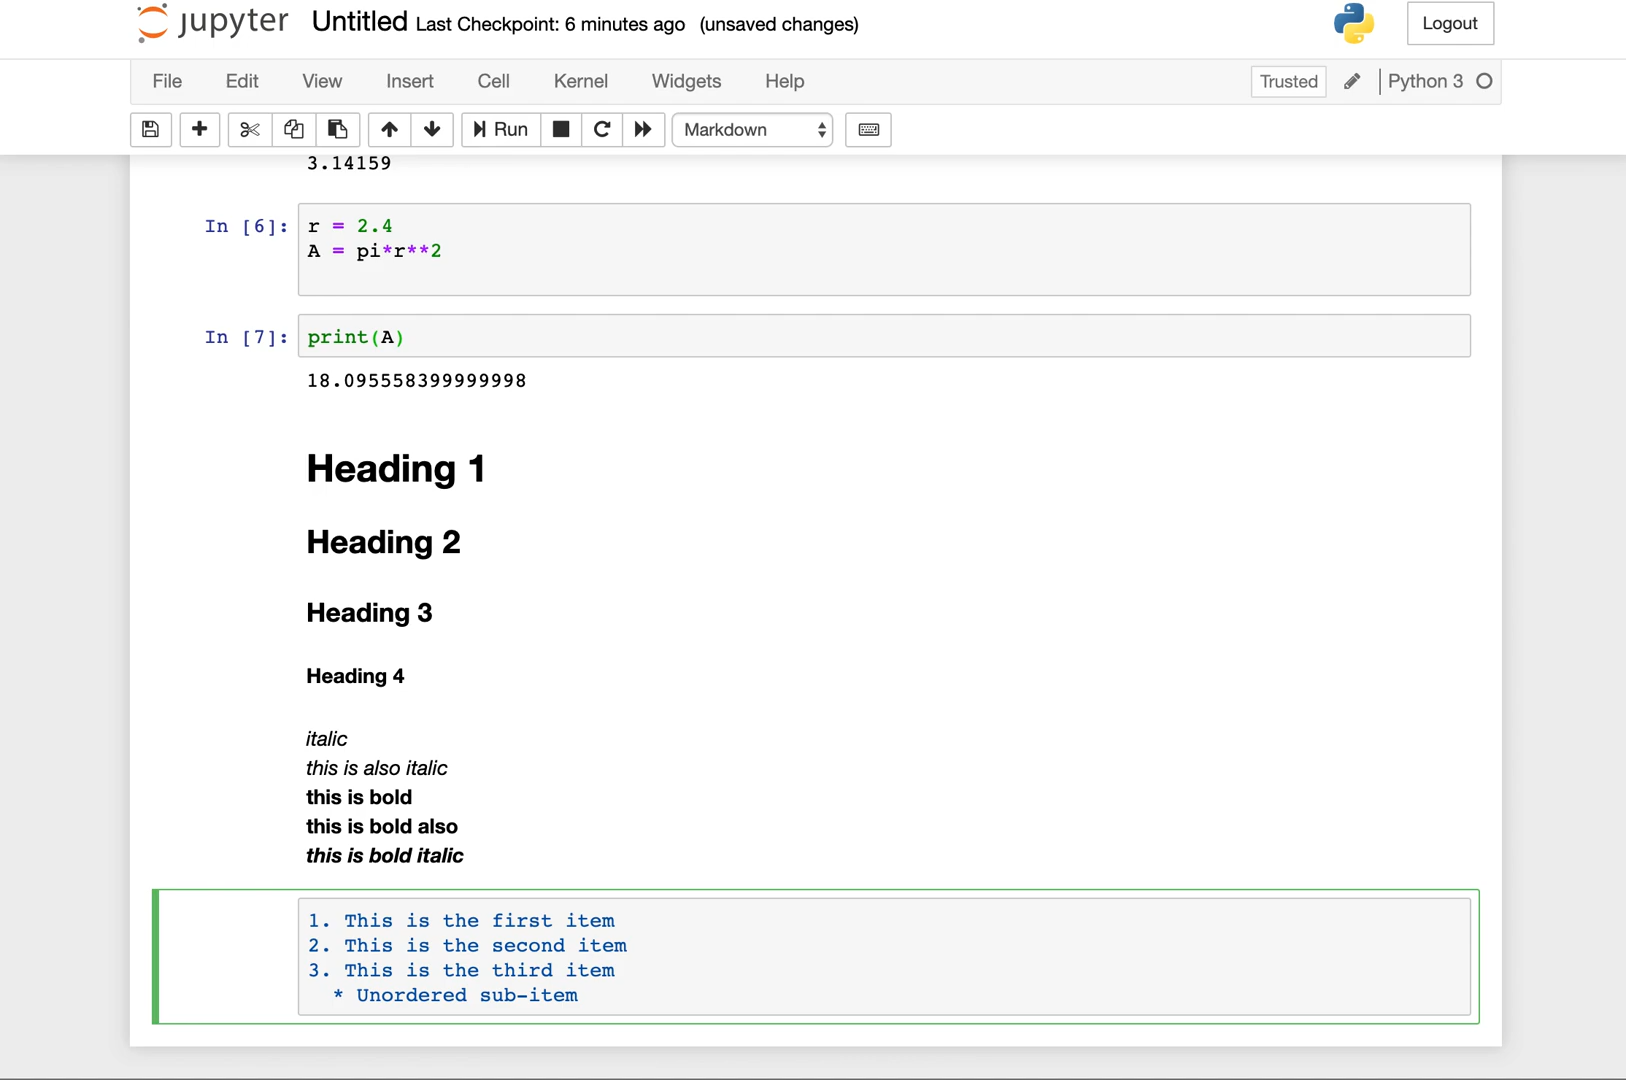 jupyter Untitled Last Checkpoint: 6 minutes ago (unsaved changes)
Logout
File Edit View Insert Cell Kernel Widgets Help
Trusted Python 3
Run Markdown
3.14159
In [6]: r = 2.4
A = pi*r**2
In [7]: print(A)
18.095558399999998
Heading 1
Heading 2
Heading 3
Heading 4
italic
this is also italic
this is bold
this is bold also
this is bold italic
1. This is the first item
2. This is the second item
3. This is the third item
* Unordered sub-item